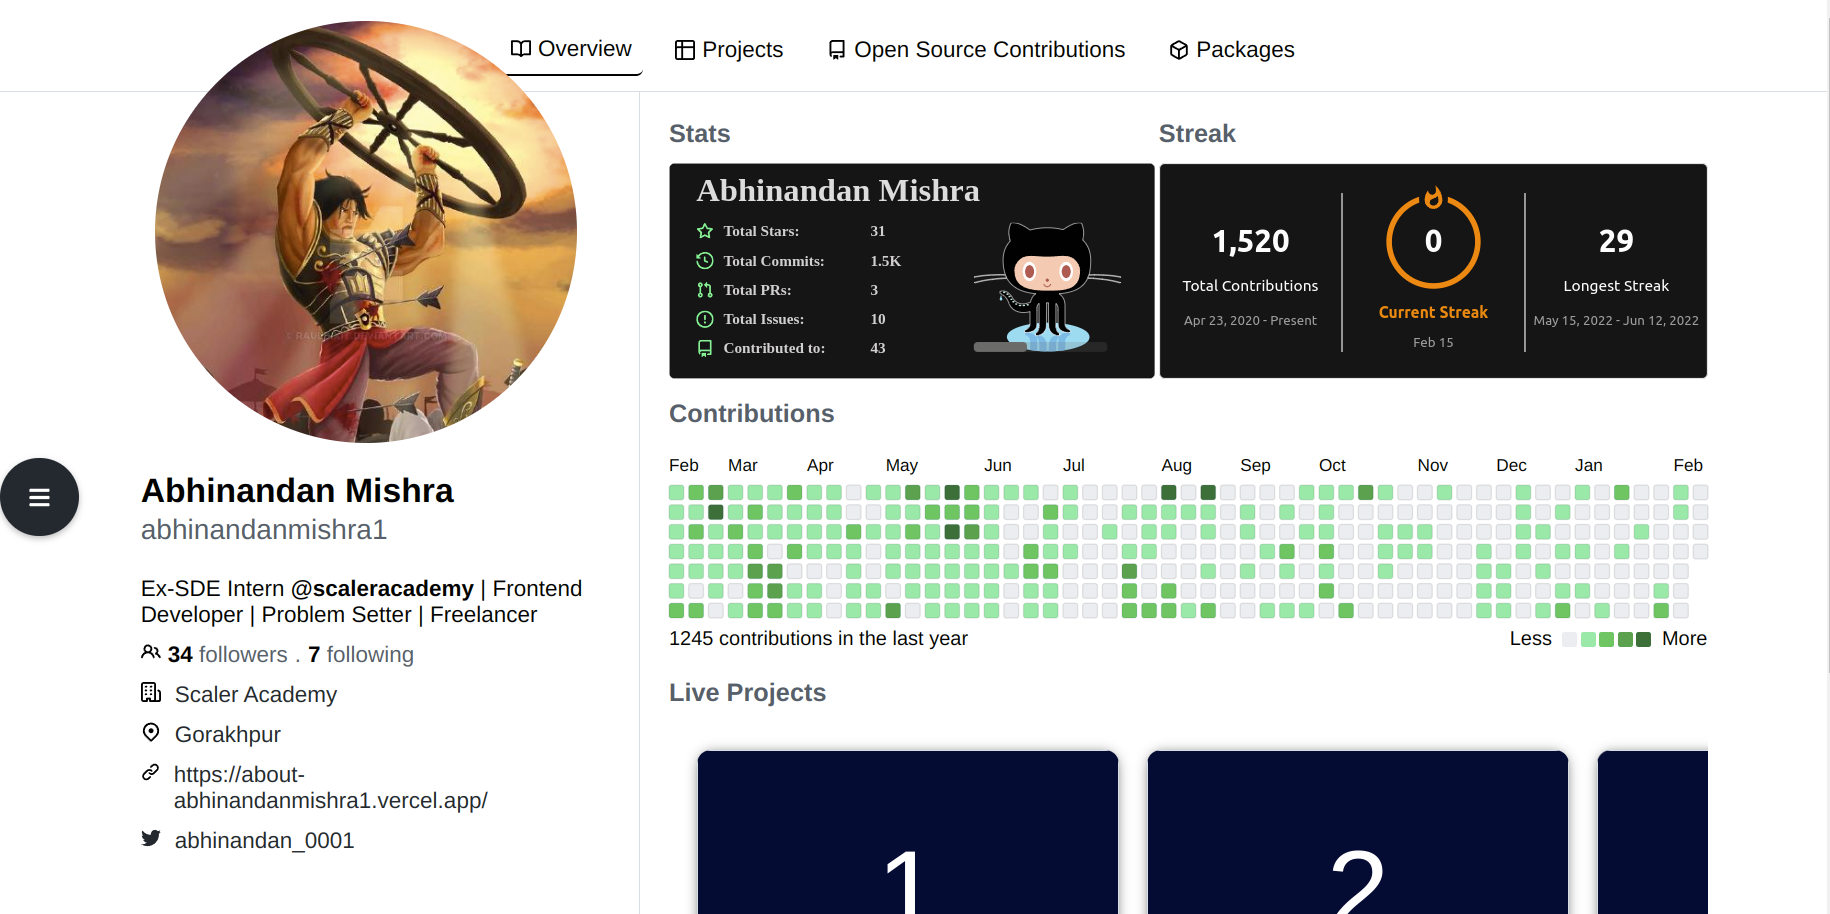 Overview
Projects
Open Source Contributions
Packages
Abhinandan Mishra
abhinandanmishra1
Ex-SDE Intern @scaleracademy | Frontend
Developer | Problem Setter | Freelancer
34 followers . 7 following
Scaler Academy
Gorakhpur
https://about-
abhinandanmishra1.vercel.app/
abhinandan_0001
Stats
Abhinandan Mishra
Total Stars: 31
Total Commits: 1.5K
Total PRs: 3
Total Issues: 10
Contributed to: 43
Streak
1,520
Total Contributions
Apr 23, 2020 - Present
0
Current Streak
Feb 15
29
Longest Streak
May 15, 2022 - Jun 12, 2022
Contributions
Feb Mar Apr May Jun Jul Aug Sep Oct Nov Dec Jan Feb
1245 contributions in the last year
Less More
Live Projects
1
2